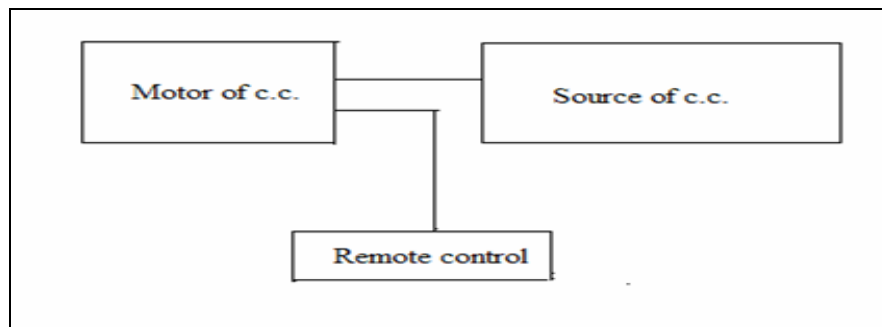 Motor of c.c.
Source of c.c.
Remote control